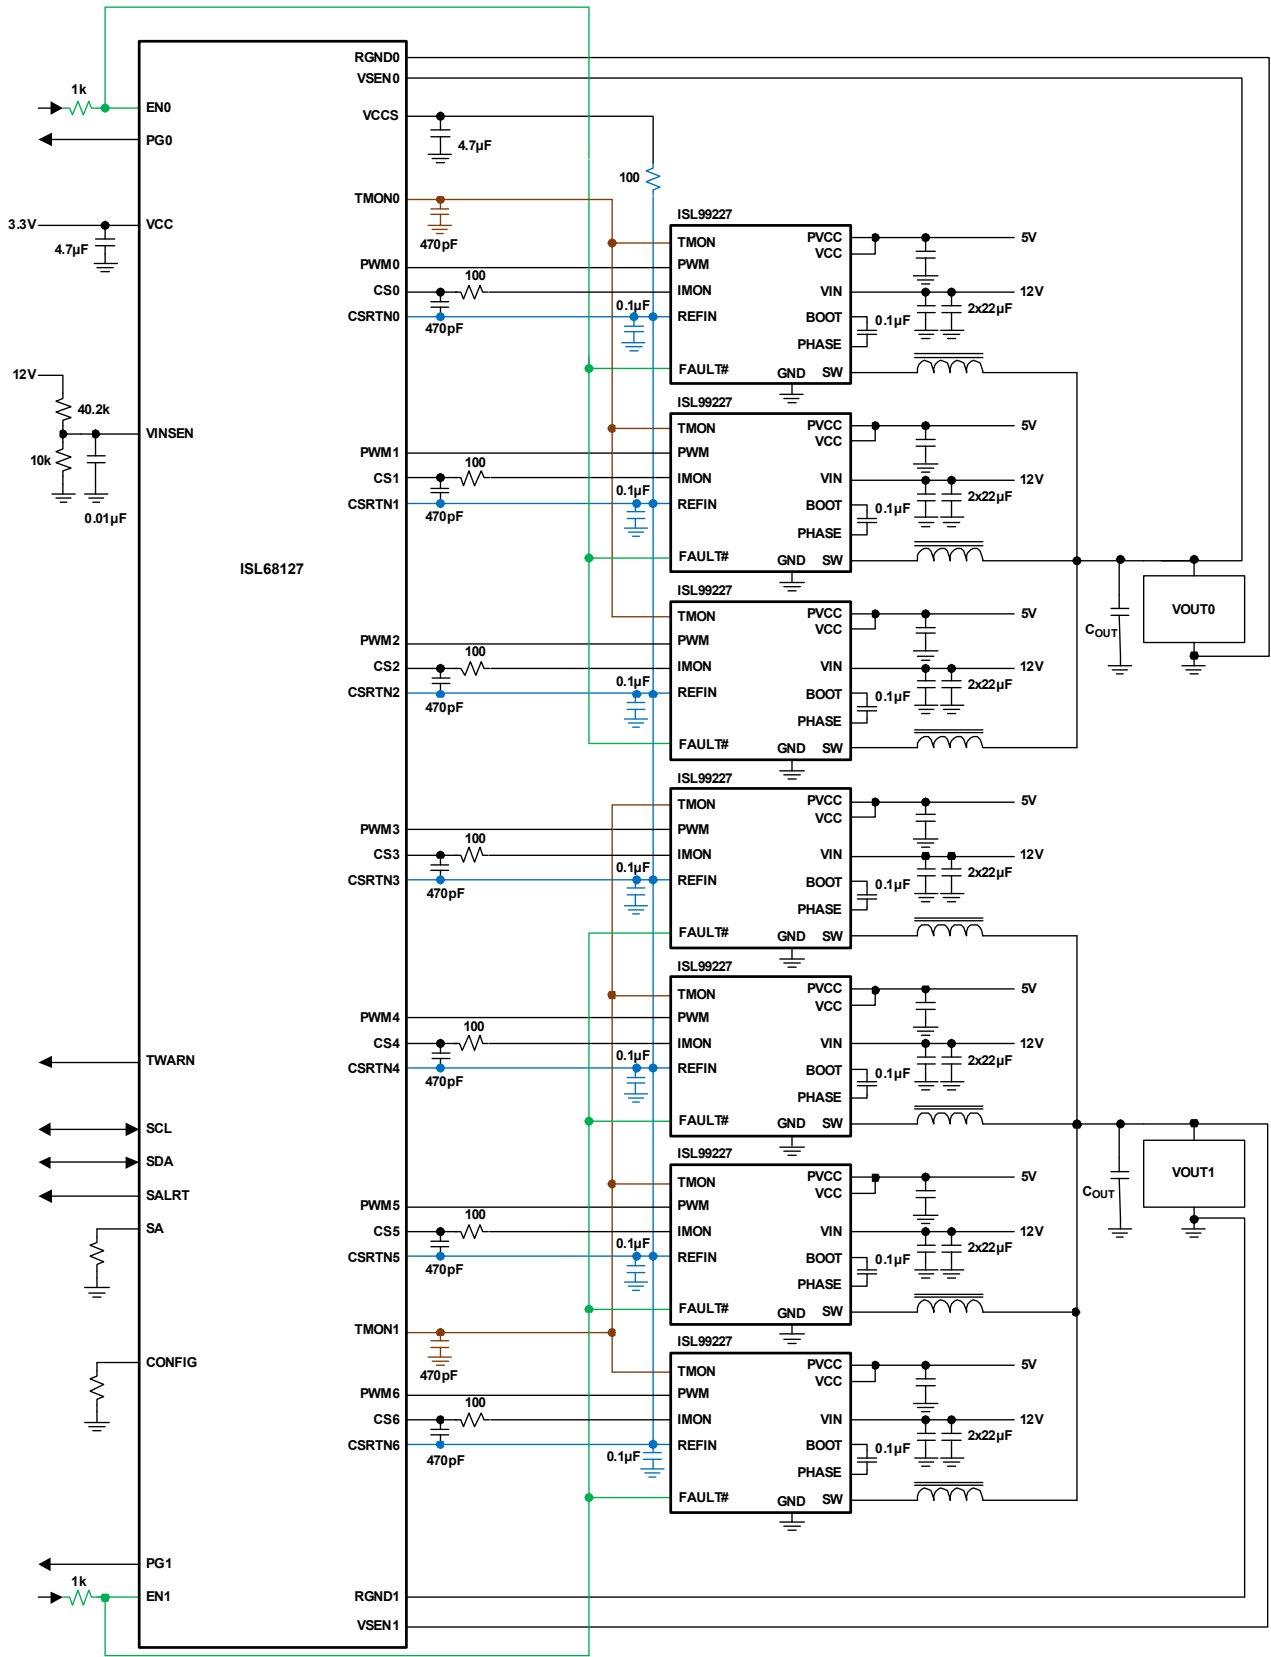 RGND0
VSEN0
1k
EN0
VCCS
PG0
4.7µF
100
TMON0
ISL99227
3.3V
VCC
4.7µF
470pF
TMON
PVCC
VCC
5V
PWM0
PWM
100
CS0
IMON
VIN
12V
2x22µF
0.1µF
CSRTN0
REFIN
BOOT
0.1µF
470pF
PHASE
12V
FAULT#
GND
SW
40.2k
ISL99227
VINSEN
TMON
PVCC
VCC
5V
10k
PWM1
PWM
100
CS1
IMON
VIN
12V
2x22µF
0.1µF
CSRTN1
REFIN
BOOT
0.1µF
0.01µF
470pF
PHASE
FAULT#
GND
SW
ISL68127
ISL99227
TMON
PVCC
VCC
5V
VOUT0
COUT
PWM2
PWM
100
CS2
IMON
VIN
12V
2x22µF
0.1µF
CSRTN2
REFIN
BOOT
0.1µF
470pF
PHASE
FAULT#
GND
SW
ISL99227
TMON
PVCC
VCC
5V
PWM3
PWM
100
CS3
IMON
VIN
12V
2x22µF
0.1µF
CSRTN3
REFIN
BOOT
0.1µF
470pF
PHASE
FAULT#
GND
SW
ISL99227
TMON
PVCC
VCC
5V
PWM4
PWM
100
CS4
IMON
VIN
12V
2x22µF
0.1µF
TWARN
CSRTN4
REFIN
BOOT
0.1µF
470pF
PHASE
SCL
FAULT#
GND
SW
ISL99227
SDA
TMON
PVCC
VCC
5V
VOUT1
COUT
SALRT
PWM5
PWM
100
SA
CS5
IMON
VIN
12V
2x22µF
0.1µF
CSRTN5
REFIN
BOOT
0.1µF
470pF
PHASE
FAULT#
GND
SW
TMON1
ISL99227
CONFIG
470pF
TMON
PVCC
VCC
5V
PWM6
PWM
100
CS6
IMON
VIN
12V
2x22µF
CSRTN6
REFIN
BOOT
0.1µF
470pF
0.1µF
PHASE
FAULT#
GND
SW
PG1
1k
EN1
RGND1
VSEN1